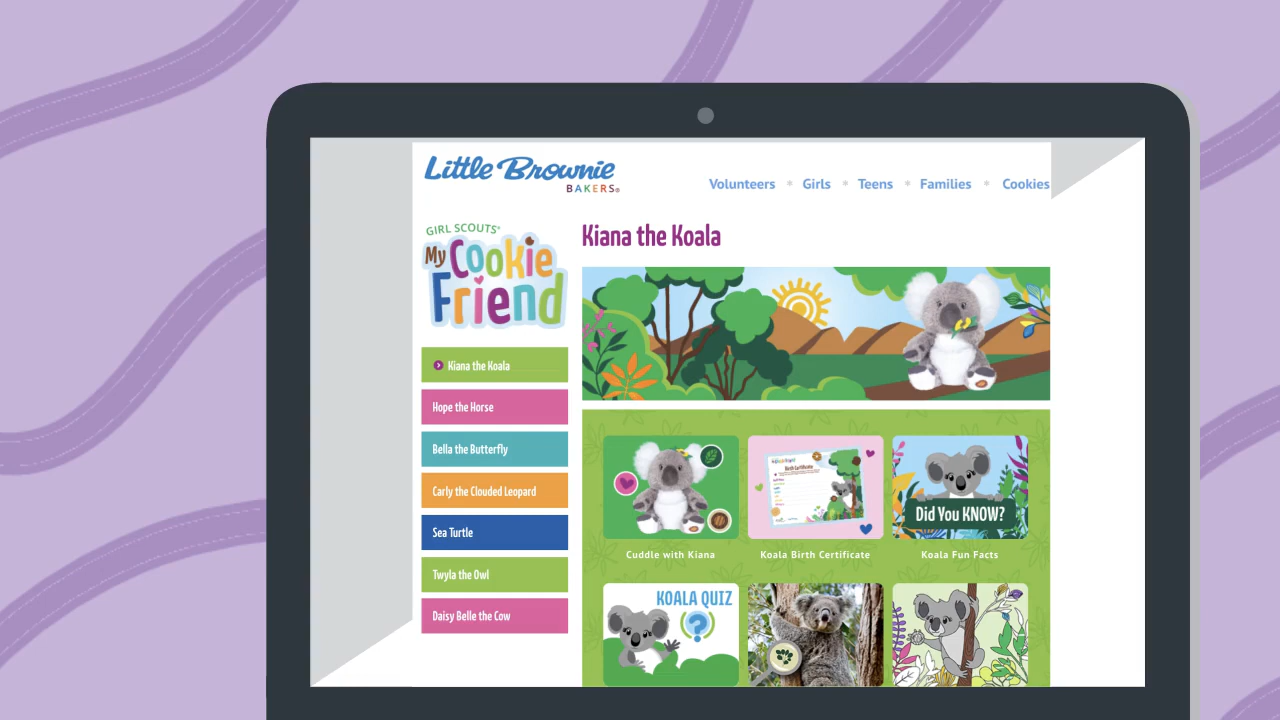 Little Brownie
BAKERS®
Volunteers * Girls * Teens * Families * Cookies
GIRL SCOUTS®
My
Cookie
Friend
Kiana the Koala
Kiana the Koala
Hope the Horse
Bella the Butterfly
Carly the Clouded Leopard
Sea Turtle
Twyla the Owl
Daisy Belle the Cow
Birth Certificate
Did You KNOW?
Cuddle with Kiana
Koala Birth Certificate
Koala Fun Facts
KOALA QUIZ
?